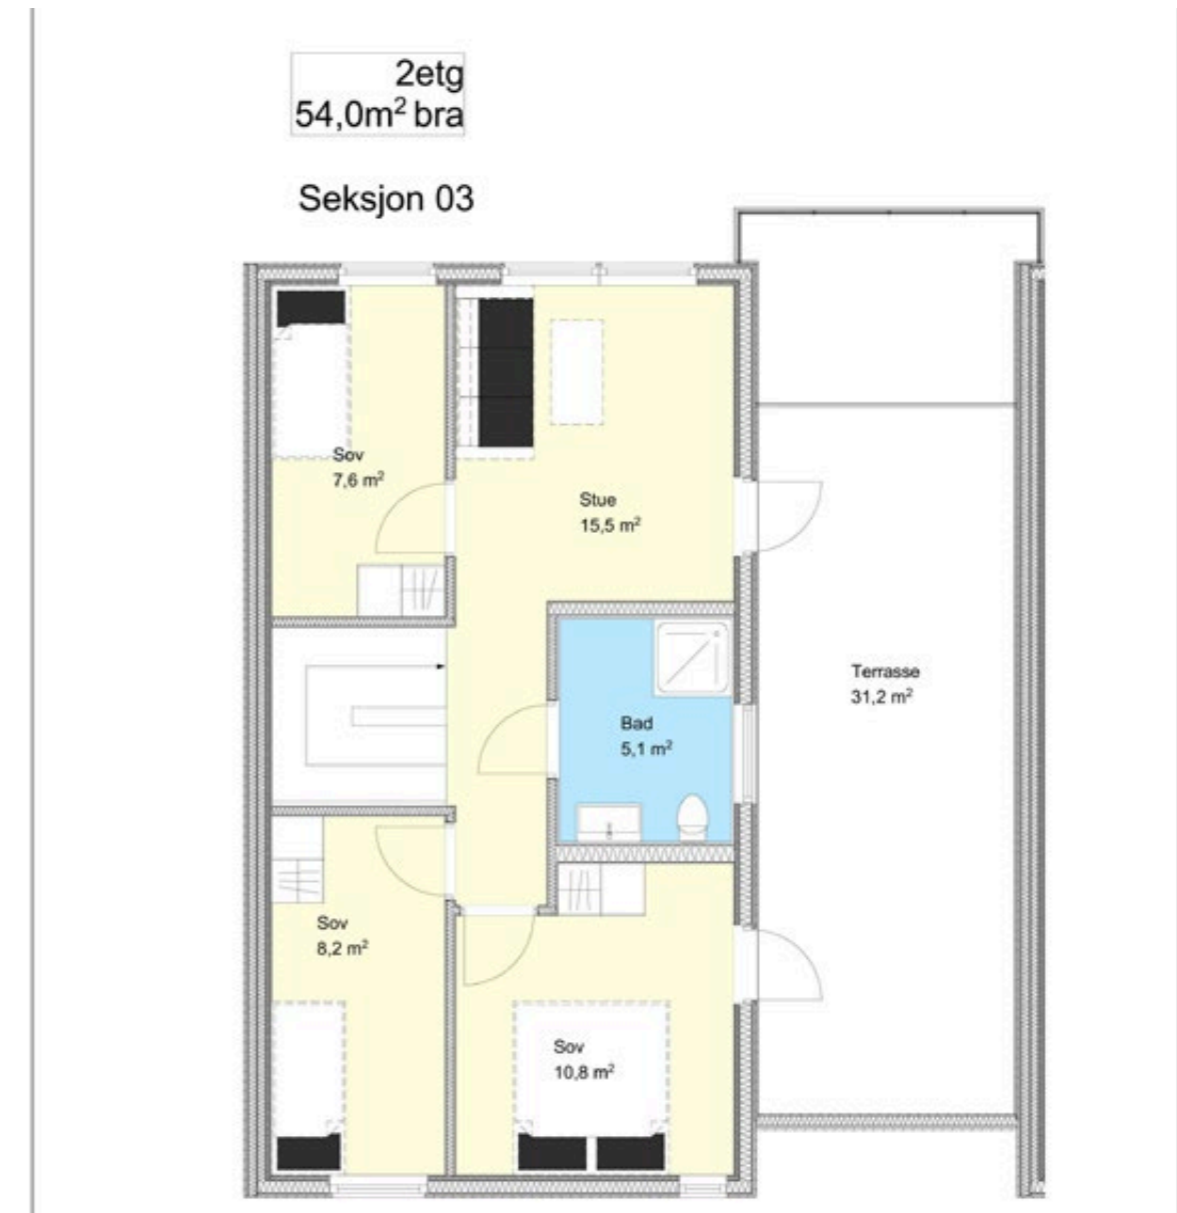 2etg
54,0m² bra
Seksjon 03
Sov
7,6 m²
Stue
15,5 m²
Terrasse
31,2 m²
Bad
5,1 m²
Sov
8,2 m²
Sov
10,8 m²